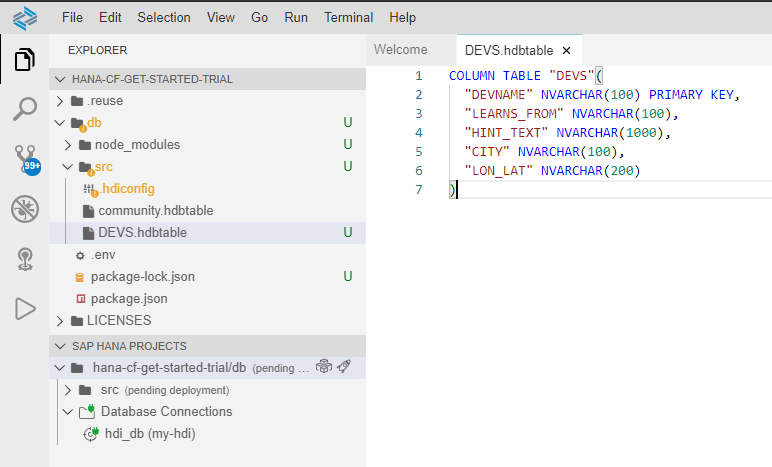 File Edit Selection View Go Run Terminal Help
EXPLORER
HANA-CF-GET-STARTED-TRIAL
.reuse
db U
node_modules U
src U
.hdiconfig
community.hdbtable
DEVS.hdbtable U
.env
package-lock.json U
package.json
LICENSES
99+
SAP HANA PROJECTS
hana-cf-get-started-trial/db (pending ...
src (pending deployment)
Database Connections
hdi_db (my-hdi)
Welcome DEVS.hdbtable ×
1 COLUMN TABLE "DEVS"(
2 "DEVNAME" NVARCHAR(100) PRIMARY KEY,
3 "LEARNS_FROM" NVARCHAR(100),
4 "HINT_TEXT" NVARCHAR(1000),
5 "CITY" NVARCHAR(100),
6 "LON_LAT" NVARCHAR(200)
7 )